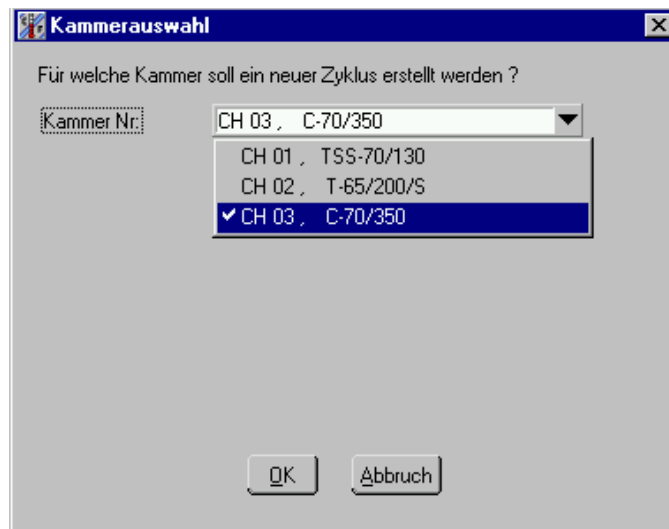 Kammerauswahl
Für welche Kammer soll ein neuer Zyklus erstellt werden ?
Kammer Nr: CH 03 , C-70/350
CH 01 , TSS-70/130
CH 02 , T-65/200/S
CH 03 , C-70/350
OK Abbruch